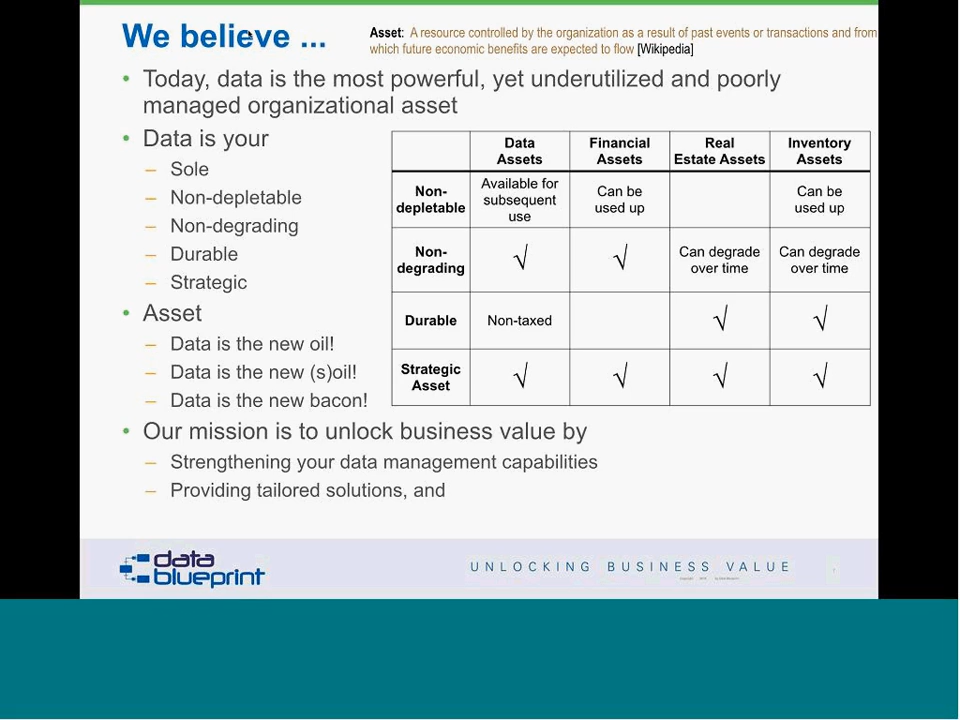 We believe ...
Asset: A resource controlled by the organization as a result of past events or transactions and from
which future economic benefits are expected to flow [Wikipedia]
• Today, data is the most powerful, yet underutilized and poorly
managed organizational asset
• Data is your
– Sole
– Non-depletable
– Non-degrading
– Durable
– Strategic
• Asset
– Data is the new oil!
– Data is the new (s)oil!
– Data is the new bacon!
Data
Assets
Financial
Assets
Real
Estate Assets
Inventory
Assets
Non-
depletable
Available for
subsequent
use
Can be
used up
Can be
used up
Non-
degrading
√
√
Can degrade
over time
Can degrade
over time
Durable
Non-taxed
√
√
Strategic
Asset
√
√
√
√
• Our mission is to unlock business value by
– Strengthening your data management capabilities
– Providing tailored solutions, and
data
blueprint
UNLOCKING BUSINESS VALUE